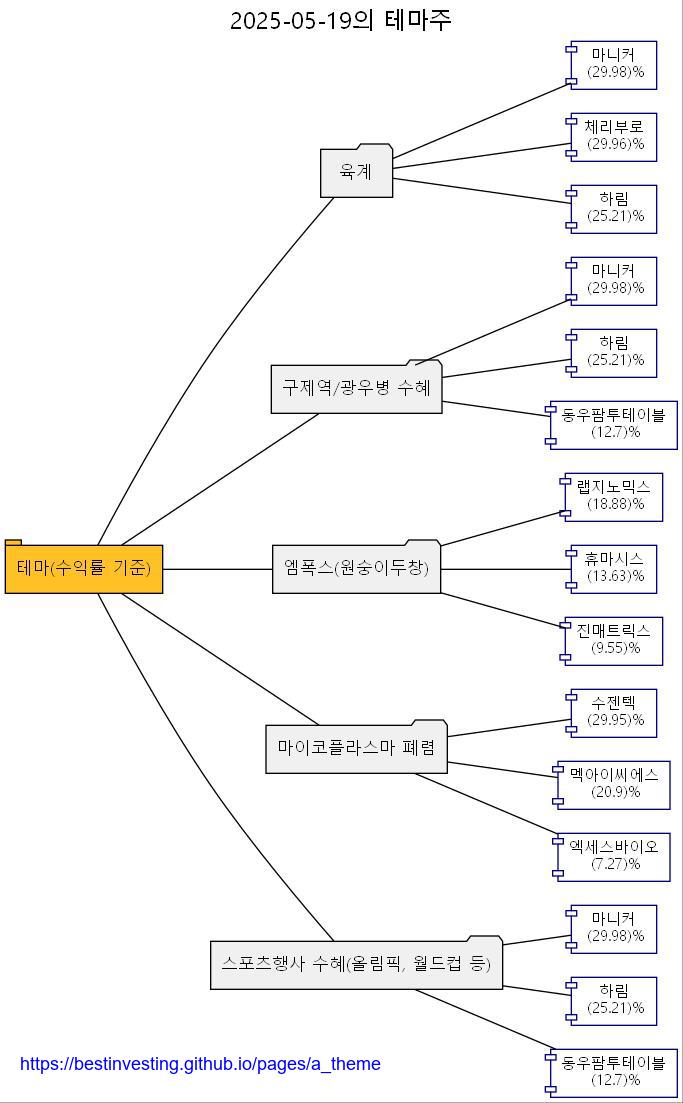 2025-05-19의 테마주
마니커
(29.98)%
체리부로
(29.96)%
육계
하림
(25.21)%
마니커
(29.98)%
하림
(25.21)%
구제역/광우병 수혜
동우팜투테이블
(12.7)%
랩지노믹스
(18.88)%
테마(수익률 기준)
엠폭스(원숭이두창)
휴마시스
(13.63)%
진매트릭스
(9.55)%
수젠텍
(29.95)%
마이코플라스마 폐렴
멕아이씨에스
(20.9)%
엑세스바이오
(7.27)%
마니커
(29.98)%
스포츠행사 수혜(올림픽, 월드컵 등)
하림
(25.21)%
동우팜투테이블
(12.7)%
https://bestinvesting.github.io/pages/a_theme